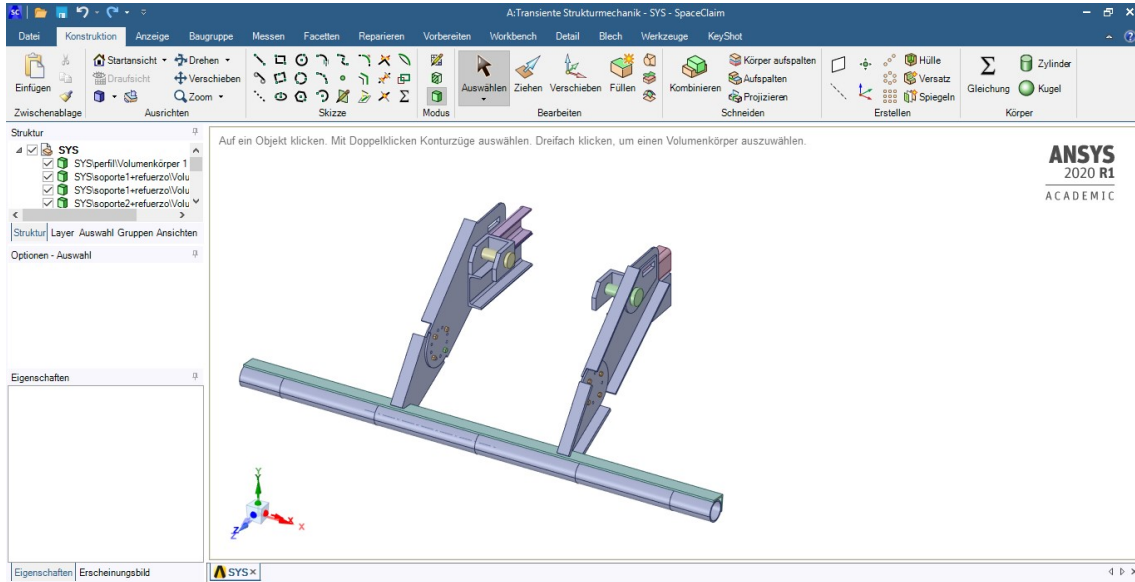 A:Transiente Strukturmechanik - SYS - SpaceClaim
Datei Konstruktion Anzeige Baugruppe Messen Facetten Reparieren Vorbereiten Workbench Detail Blech Werkzeuge KeyShot
Einfügen
Startansicht
Draufsicht
Drehen
Verschieben
Zoom
Auswählen Ziehen Verschieben Füllen
Kombinieren
Körper aufspalten
Aufspalten
Projizieren
Hülle
Versatz
Spiegeln
Gleichung
Zylinder
Kugel
Zwischenablage Ausrichten Skizze Modus Bearbeiten Schneiden Erstellen Körper
Struktur
SYS
SYS\perfil\Volumenkörper 1
SYS\soporte1+refuerzo\Volu
SYS\soporte1+refuerzo\Volu
SYS\soporte2+refuerzo\Volu
Struktur Layer Auswahl Gruppen Ansichten
Optionen - Auswahl
Eigenschaften
Auf ein Objekt klicken. Mit Doppelklicken Konturzüge auswählen. Dreifach klicken, um einen Volumenkörper auszuwählen.
ANSYS
2020 R1
ACADEMIC
Y
X
Z
Eigenschaften Erscheinungsbild
SYS